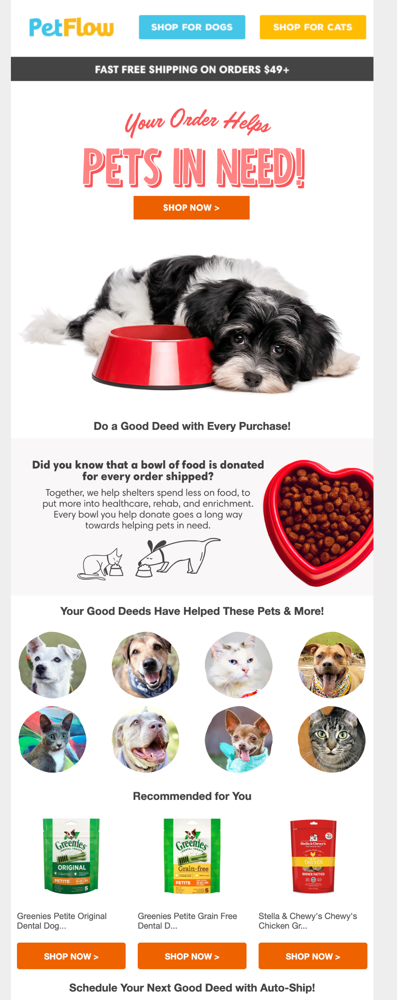 PetFlow
SHOP FOR DOGS
SHOP FOR CATS
FAST FREE SHIPPING ON ORDERS $49+
Your Order Helps
PETS IN NEED!
SHOP NOW >
Do a Good Deed with Every Purchase!
Did you know that a bowl of food is donated
for every order shipped?
Together, we help shelters spend less on food, to
put more into healthcare, rehab, and enrichment.
Every bowl you help donate goes a long way
towards helping pets in need.
Your Good Deeds Have Helped These Pets & More!
Recommended for You
Greenies
DENTAL TREATS
ORIGINAL
PETITE
FOR DOGS
15-25 LBS
5
Greenies
DENTAL TREATS
Grain-free
PETITE
FOR DOGS
15-25 LBS
5
Stella & Chewy's
FREEZE-DRIED RAW
CHEWY'S
CHICKEN
DINNER PATTIES
Greenies Petite Original
Dental Dog...
Greenies Petite Grain Free
Dental D...
Stella & Chewy's Chewy's
Chicken Gr...
SHOP NOW >
SHOP NOW >
SHOP NOW >
Schedule Your Next Good Deed with Auto-Ship!